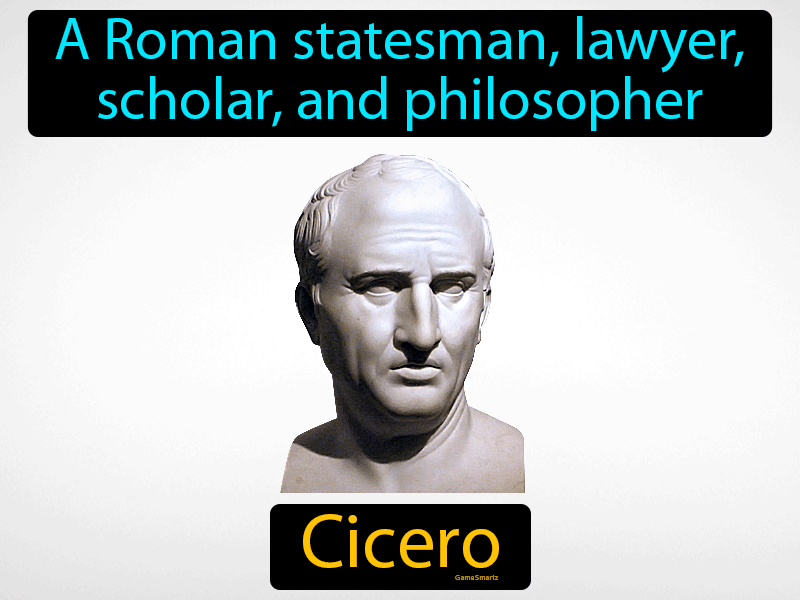 A Roman statesman, lawyer,
scholar, and philosopher
Cicero
GameSmartz